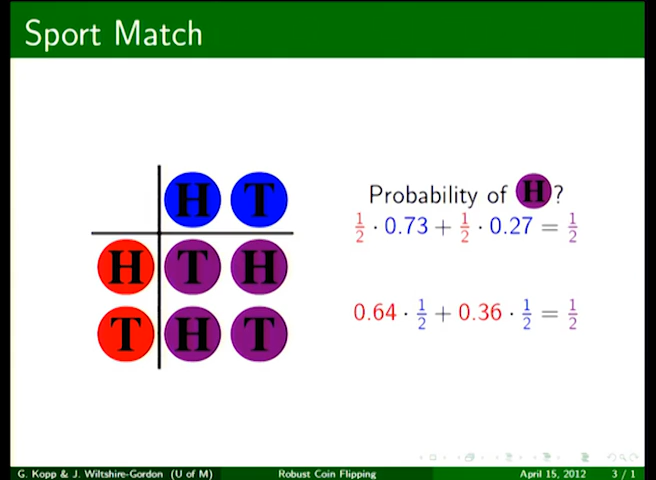 Sport Match
H T
H T H
T H T
Probability of H?
1/2 · 0.73 + 1/2 · 0.27 = 1/2
0.64 · 1/2 + 0.36 · 1/2 = 1/2
G. Kopp & J. Wiltshire-Gordon (U of M) Robust Coin Flipping April 15, 2012 3 / 1